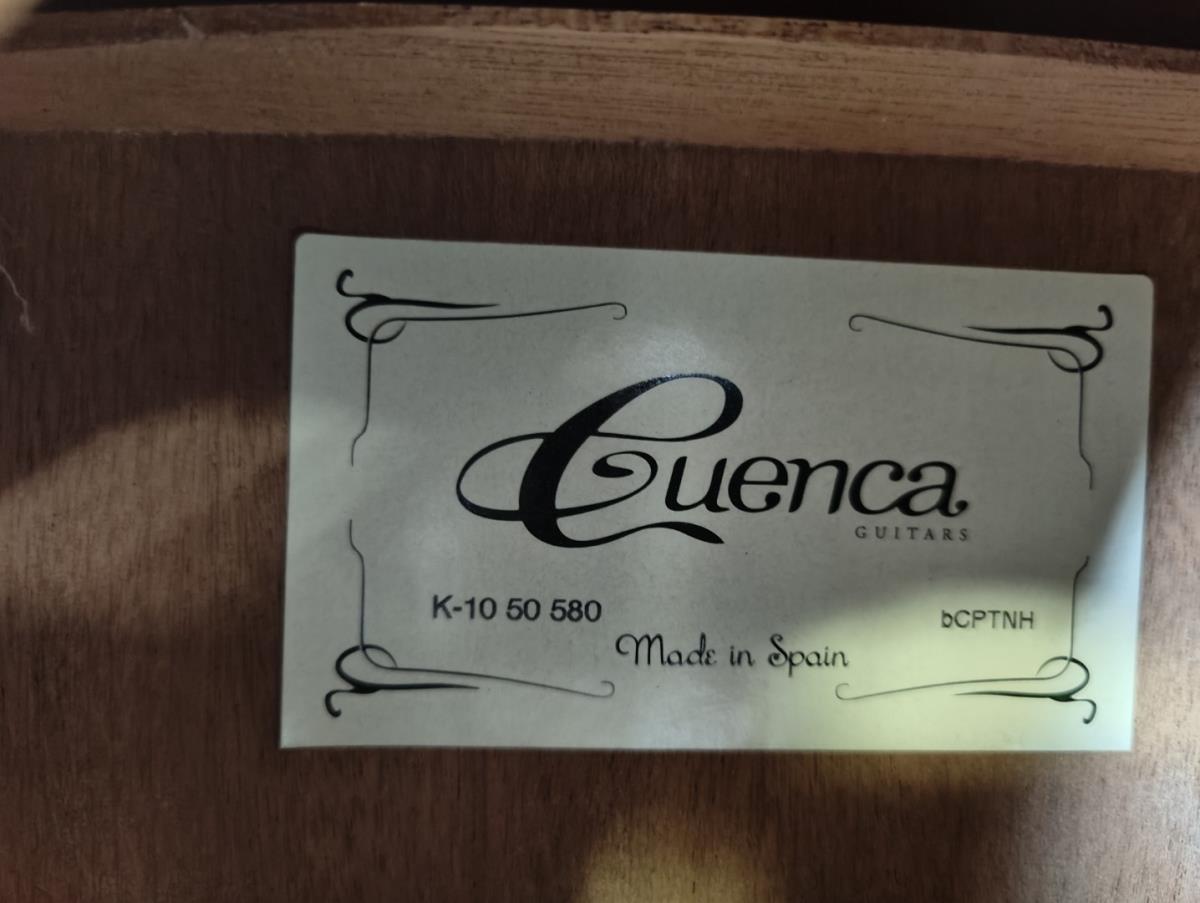 Cuenca
GUITARS
K-10 50 580
bCPTNH
Made in Spain